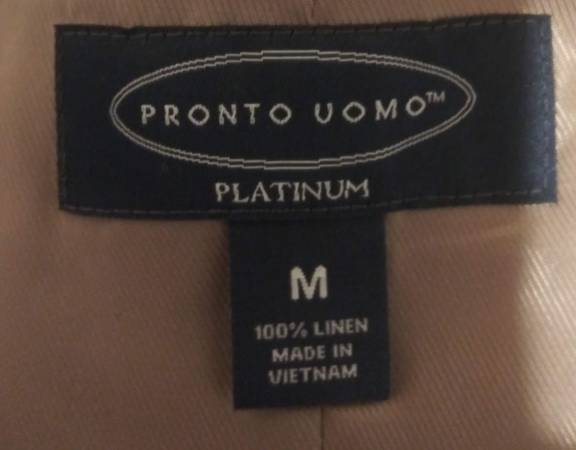 PRONTO UOMO™
PLATINUM
M
100% LINEN
MADE IN
VIETNAM